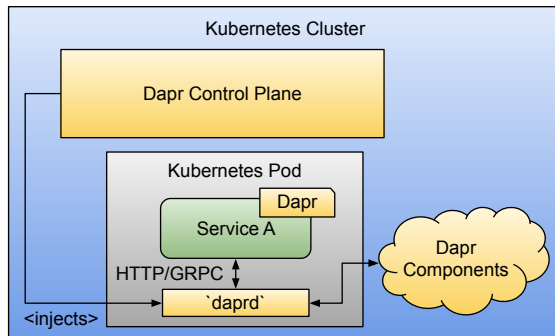 Kubernetes Cluster
Dapr Control Plane
Kubernetes Pod
Dapr
Service A
HTTP/GRPC
`daprd`
<injects>
Dapr
Components